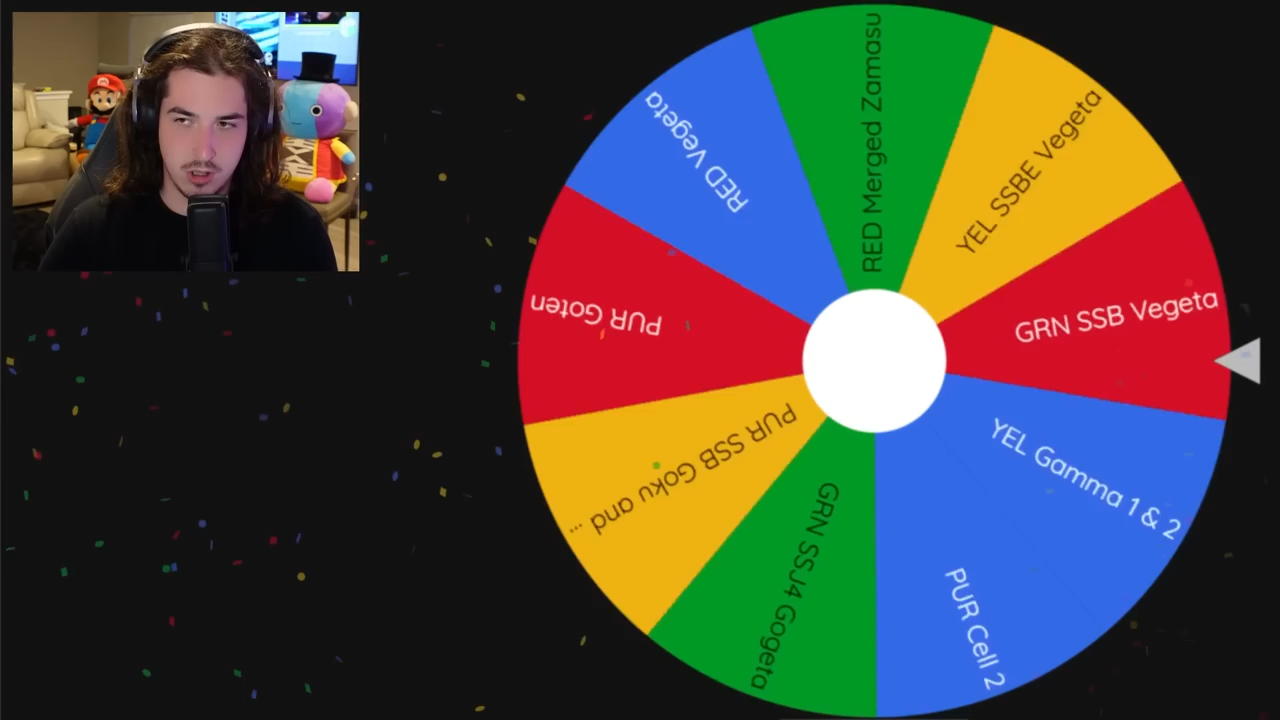 RED Merged Zamasu
YEL SSBE Vegeta
GRN SSB Vegeta
YEL Gamma 1 & 2
PUR Cell 2
GRN SSJ4 Gogeta
PUR SSB Goku and ...
PUR Goten
RED Vegeta